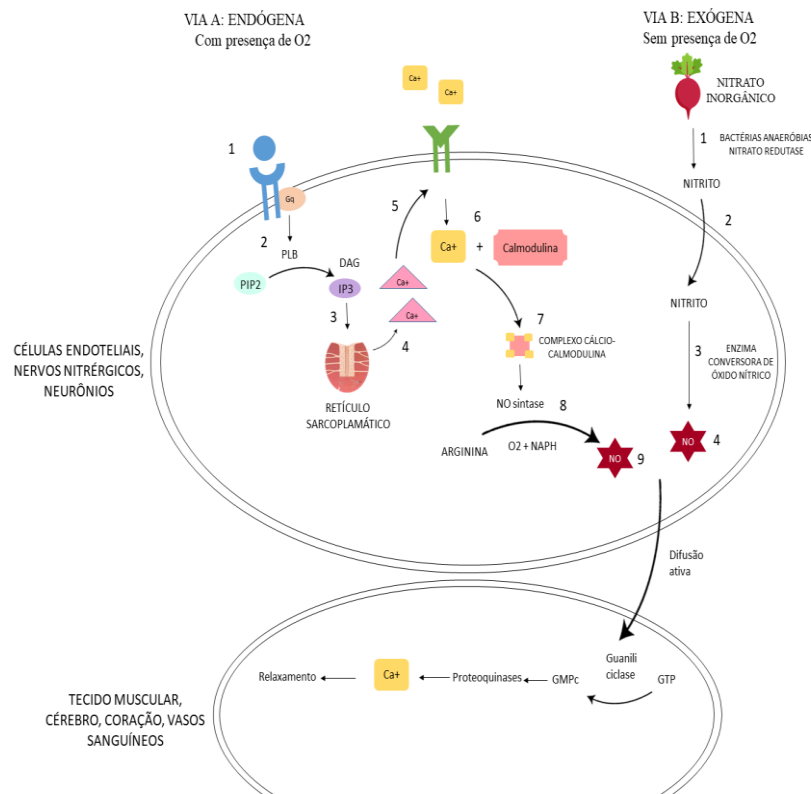 VIA A: ENDÓGENA
Com presença de O2
VIA B: EXÓGENA
Sem presença de O2
NITRATO
INORGÂNICO
1
BACTÉRIAS ANAERÓBIAS
NITRATO REDUTASE
NITRITO
2
NITRITO
3
ENZIMA
CONVERSORA DE
ÓXIDO NÍTRICO
NO
4
Ca+
Ca+
1
Gq
2
PLB
PIP2
DAG
IP3
3
RETÍCULO
SARCOPLAMÁTICO
4
Ca+
Ca+
5
6
Ca+
+
Calmodulina
7
COMPLEXO CÁLCIO-
CALMODULINA
NO sintase
8
ARGININA
O2 + NAPH
NO
9
CÉLULAS ENDOTELIAIS,
NERVOS NITRÉRGICOS,
NEURÔNIOS
Difusão
ativa
Guanili
ciclase
GTP
GMPc
Proteoquinases
Ca+
Relaxamento
TECIDO MUSCULAR,
CÉREBRO, CORAÇÃO, VASOS
SANGUÍNEOS